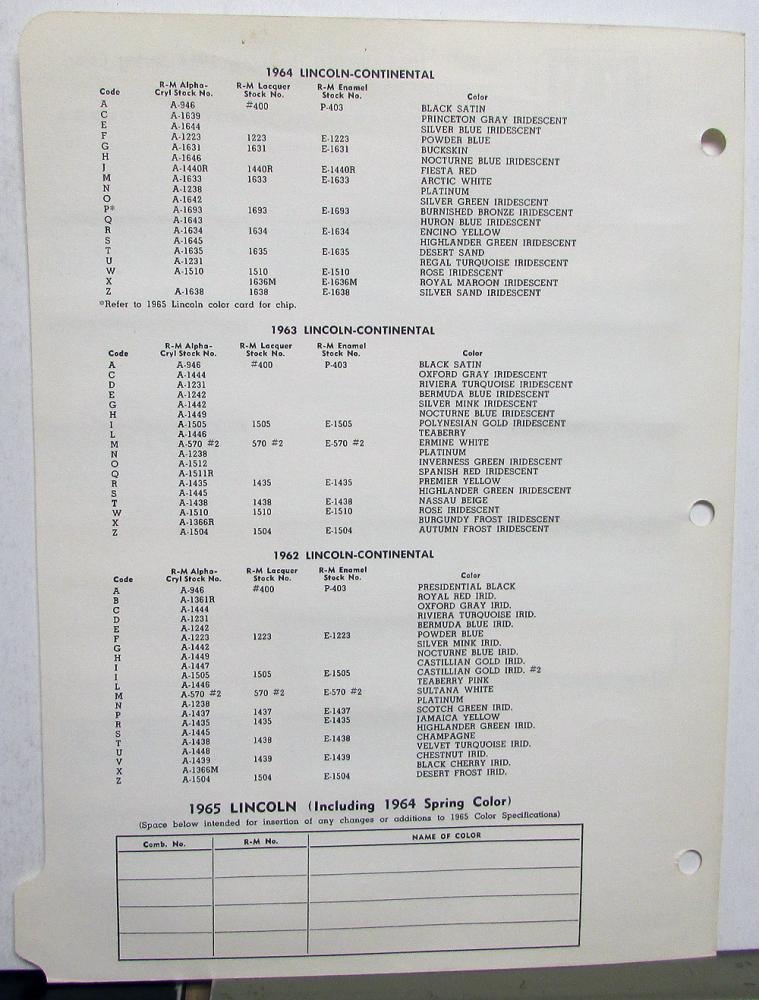 1964 LINCOLN-CONTINENTAL
Code R-M Alpha-Cryl Stock No. R-M Lacquer Stock No. R-M Enamel Stock No. Color
A A-946 #400 P-403 BLACK SATIN
C A-1639 PRINCETON GRAY IRIDESCENT
E A-1644 SILVER BLUE IRIDESCENT
F A-1223 1223 E-1223 POWDER BLUE
G A-1631 1631 E-1631 BUCKSKIN
H A-1646 NOCTURNE BLUE IRIDESCENT
J A-1440R 1440R E-1440R FIESTA RED
M A-1633 1633 E-1633 ARCTIC WHITE
N A-1238 PLATINUM
O A-1642 SILVER GREEN IRIDESCENT
P* A-1693 1693 E-1693 BURNISHED BRONZE IRIDESCENT
Q A-1643 HURON BLUE IRIDESCENT
R A-1634 1634 E-1634 ENCINO YELLOW
S A-1645 HIGHLANDER GREEN IRIDESCENT
T A-1635 1635 E-1635 DESERT SAND
U A-1231 REGAL TURQUOISE IRIDESCENT
W A-1510 1510 E-1510 ROSE IRIDESCENT
X 1636M E-1636M ROYAL MAROON IRIDESCENT
Z A-1638 1638 E-1638 SILVER SAND IRIDESCENT
*Refer to 1965 Lincoln color card for chip.
1963 LINCOLN-CONTINENTAL
Code R-M Alpha-Cryl Stock No. R-M Lacquer Stock No. R-M Enamel Stock No. Color
A A-946 #400 P-403 BLACK SATIN
C A-1444 OXFORD GRAY IRIDESCENT
D A-1231 RIVIERA TURQUOISE IRIDESCENT
E A-1242 BERMUDA BLUE IRIDESCENT
G A-1442 SILVER MINK IRIDESCENT
H A-1449 NOCTURNE BLUE IRIDESCENT
I A-1505 1505 E-1505 POLYNESIAN GOLD IRIDESCENT
L A-1446 TEABERRY
M A-570 #2 570 #2 E-570 #2 ERMINE WHITE
N A-1238 PLATINUM
O A-1512 INVERNESS GREEN IRIDESCENT
Q A-1511R SPANISH RED IRIDESCENT
R A-1435 1435 E-1435 PREMIER YELLOW
S A-1445 HIGHLANDER GREEN IRIDESCENT
T A-1438 1438 E-1438 NASSAU BEIGE
W A-1510 1510 E-1510 ROSE IRIDESCENT
X A-1366R BURGUNDY FROST IRIDESCENT
Z A-1504 1504 E-1504 AUTUMN FROST IRIDESCENT
1962 LINCOLN-CONTINENTAL
Code R-M Alpha-Cryl Stock No. R-M Lacquer Stock No. R-M Enamel Stock No. Color
A A-946 #400 P-403 PRESIDENTIAL BLACK
B A-1361R ROYAL RED IRID.
C A-1444 OXFORD GRAY IRID.
D A-1231 RIVIERA TURQUOISE IRID.
E A-1242 BERMUDA BLUE IRID.
F A-1223 1223 E-1223 POWDER BLUE
G A-1442 SILVER MINK IRID.
H A-1449 NOCTURNE BLUE IRID.
I A-1447 CASTILLIAN GOLD IRID.
I A-1505 1505 E-1505 CASTILLIAN GOLD IRID. #2
L A-1446 TEABERRY PINK
M A-570 #2 570 #2 E-570 #2 SULTANA WHITE
N A-1238 PLATINUM
P A-1437 1437 E-1437 SCOTCH GREEN IRID.
R A-1435 1435 E-1435 JAMAICA YELLOW
S A-1445 HIGHLANDER GREEN IRID.
T A-1438 1438 E-1438 CHAMPAGNE
U A-1448 VELVET TURQUOISE IRID.
V A-1439 1439 E-1439 CHESTNUT IRID.
X A-1366M BLACK CHERRY IRID.
Z A-1504 1504 E-1504 DESERT FROST IRID.
1965 LINCOLN (Including 1964 Spring Color)
(Space below intended for insertion of any changes or additions to 1965 Color Specifications)
Comb. No. R-M No. NAME OF COLOR